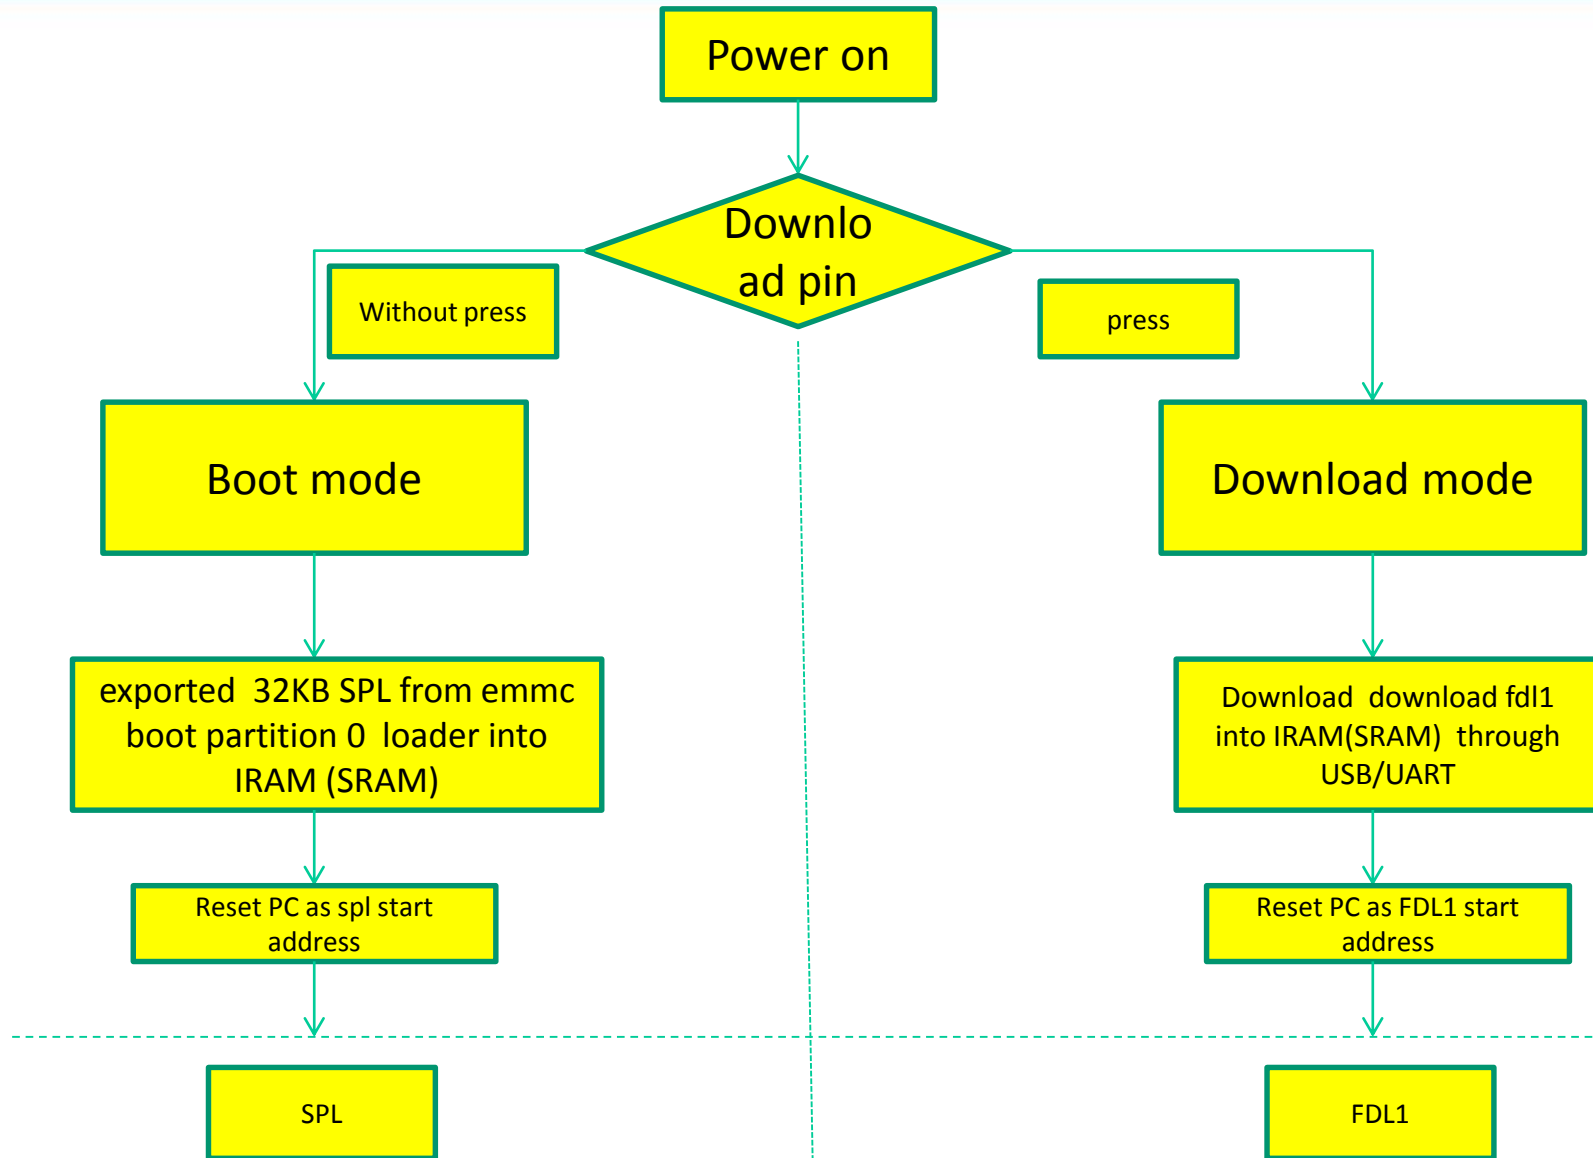 Power on
Downlo
ad pin
Without press
press
Boot mode
Download mode
exported 32KB SPL from emmc
boot partition 0 loader into
IRAM (SRAM)
Download download fdl1
into IRAM(SRAM) through
USB/UART
Reset PC as spl start
address
Reset PC as FDL1 start
address
SPL
FDL1